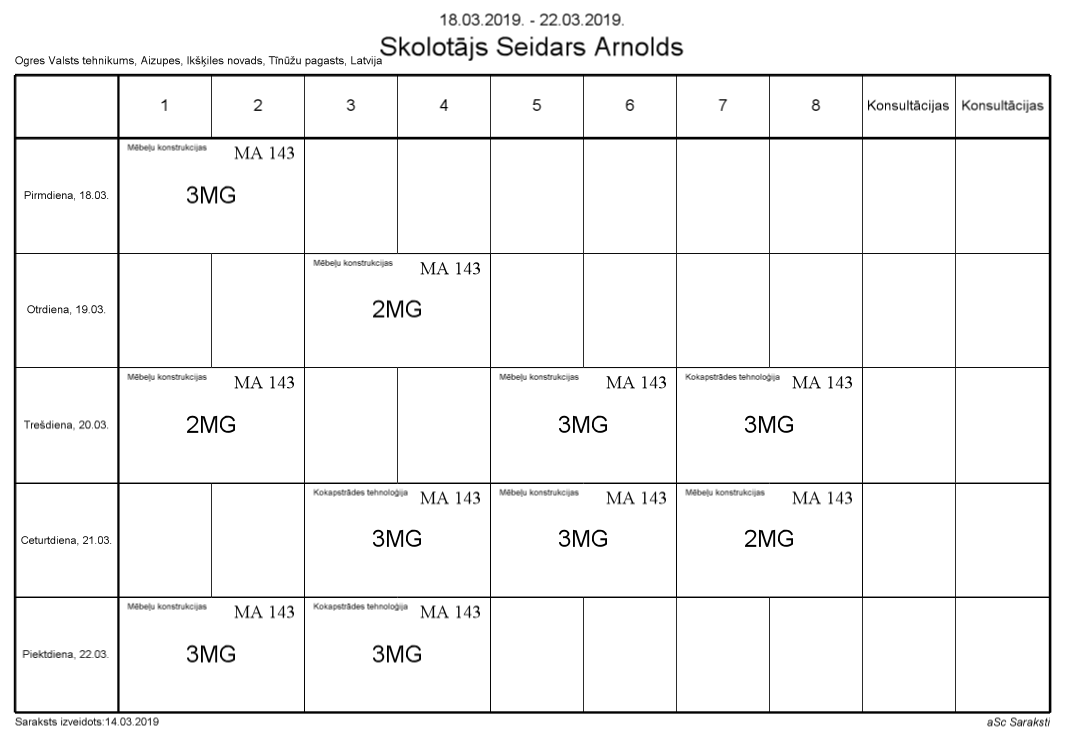 18.03.2019. - 22.03.2019.
Skolotājs Seidars Arnolds
Ogres Valsts tehnikums, Aizupes, Ikšķiles novads, Tīnūžu pagasts, Latvija
1 2 3 4 5 6 7 8 Konsultācijas Konsultācijas
Pirmdiena, 18.03.
Mēbeļu konstrukcijas MA 143
3MG
Otrdiena, 19.03.
Mēbeļu konstrukcijas MA 143
2MG
Trešdiena, 20.03.
Mēbeļu konstrukcijas MA 143
2MG
Mēbeļu konstrukcijas MA 143
3MG
Kokapstrādes tehnoloģija MA 143
3MG
Ceturtdiena, 21.03.
Kokapstrādes tehnoloģija MA 143
3MG
Mēbeļu konstrukcijas MA 143
3MG
Mēbeļu konstrukcijas MA 143
2MG
Piektdiena, 22.03.
Mēbeļu konstrukcijas MA 143
3MG
Kokapstrādes tehnoloģija MA 143
3MG
Saraksts izveidots:14.03.2019
aSc Saraksti